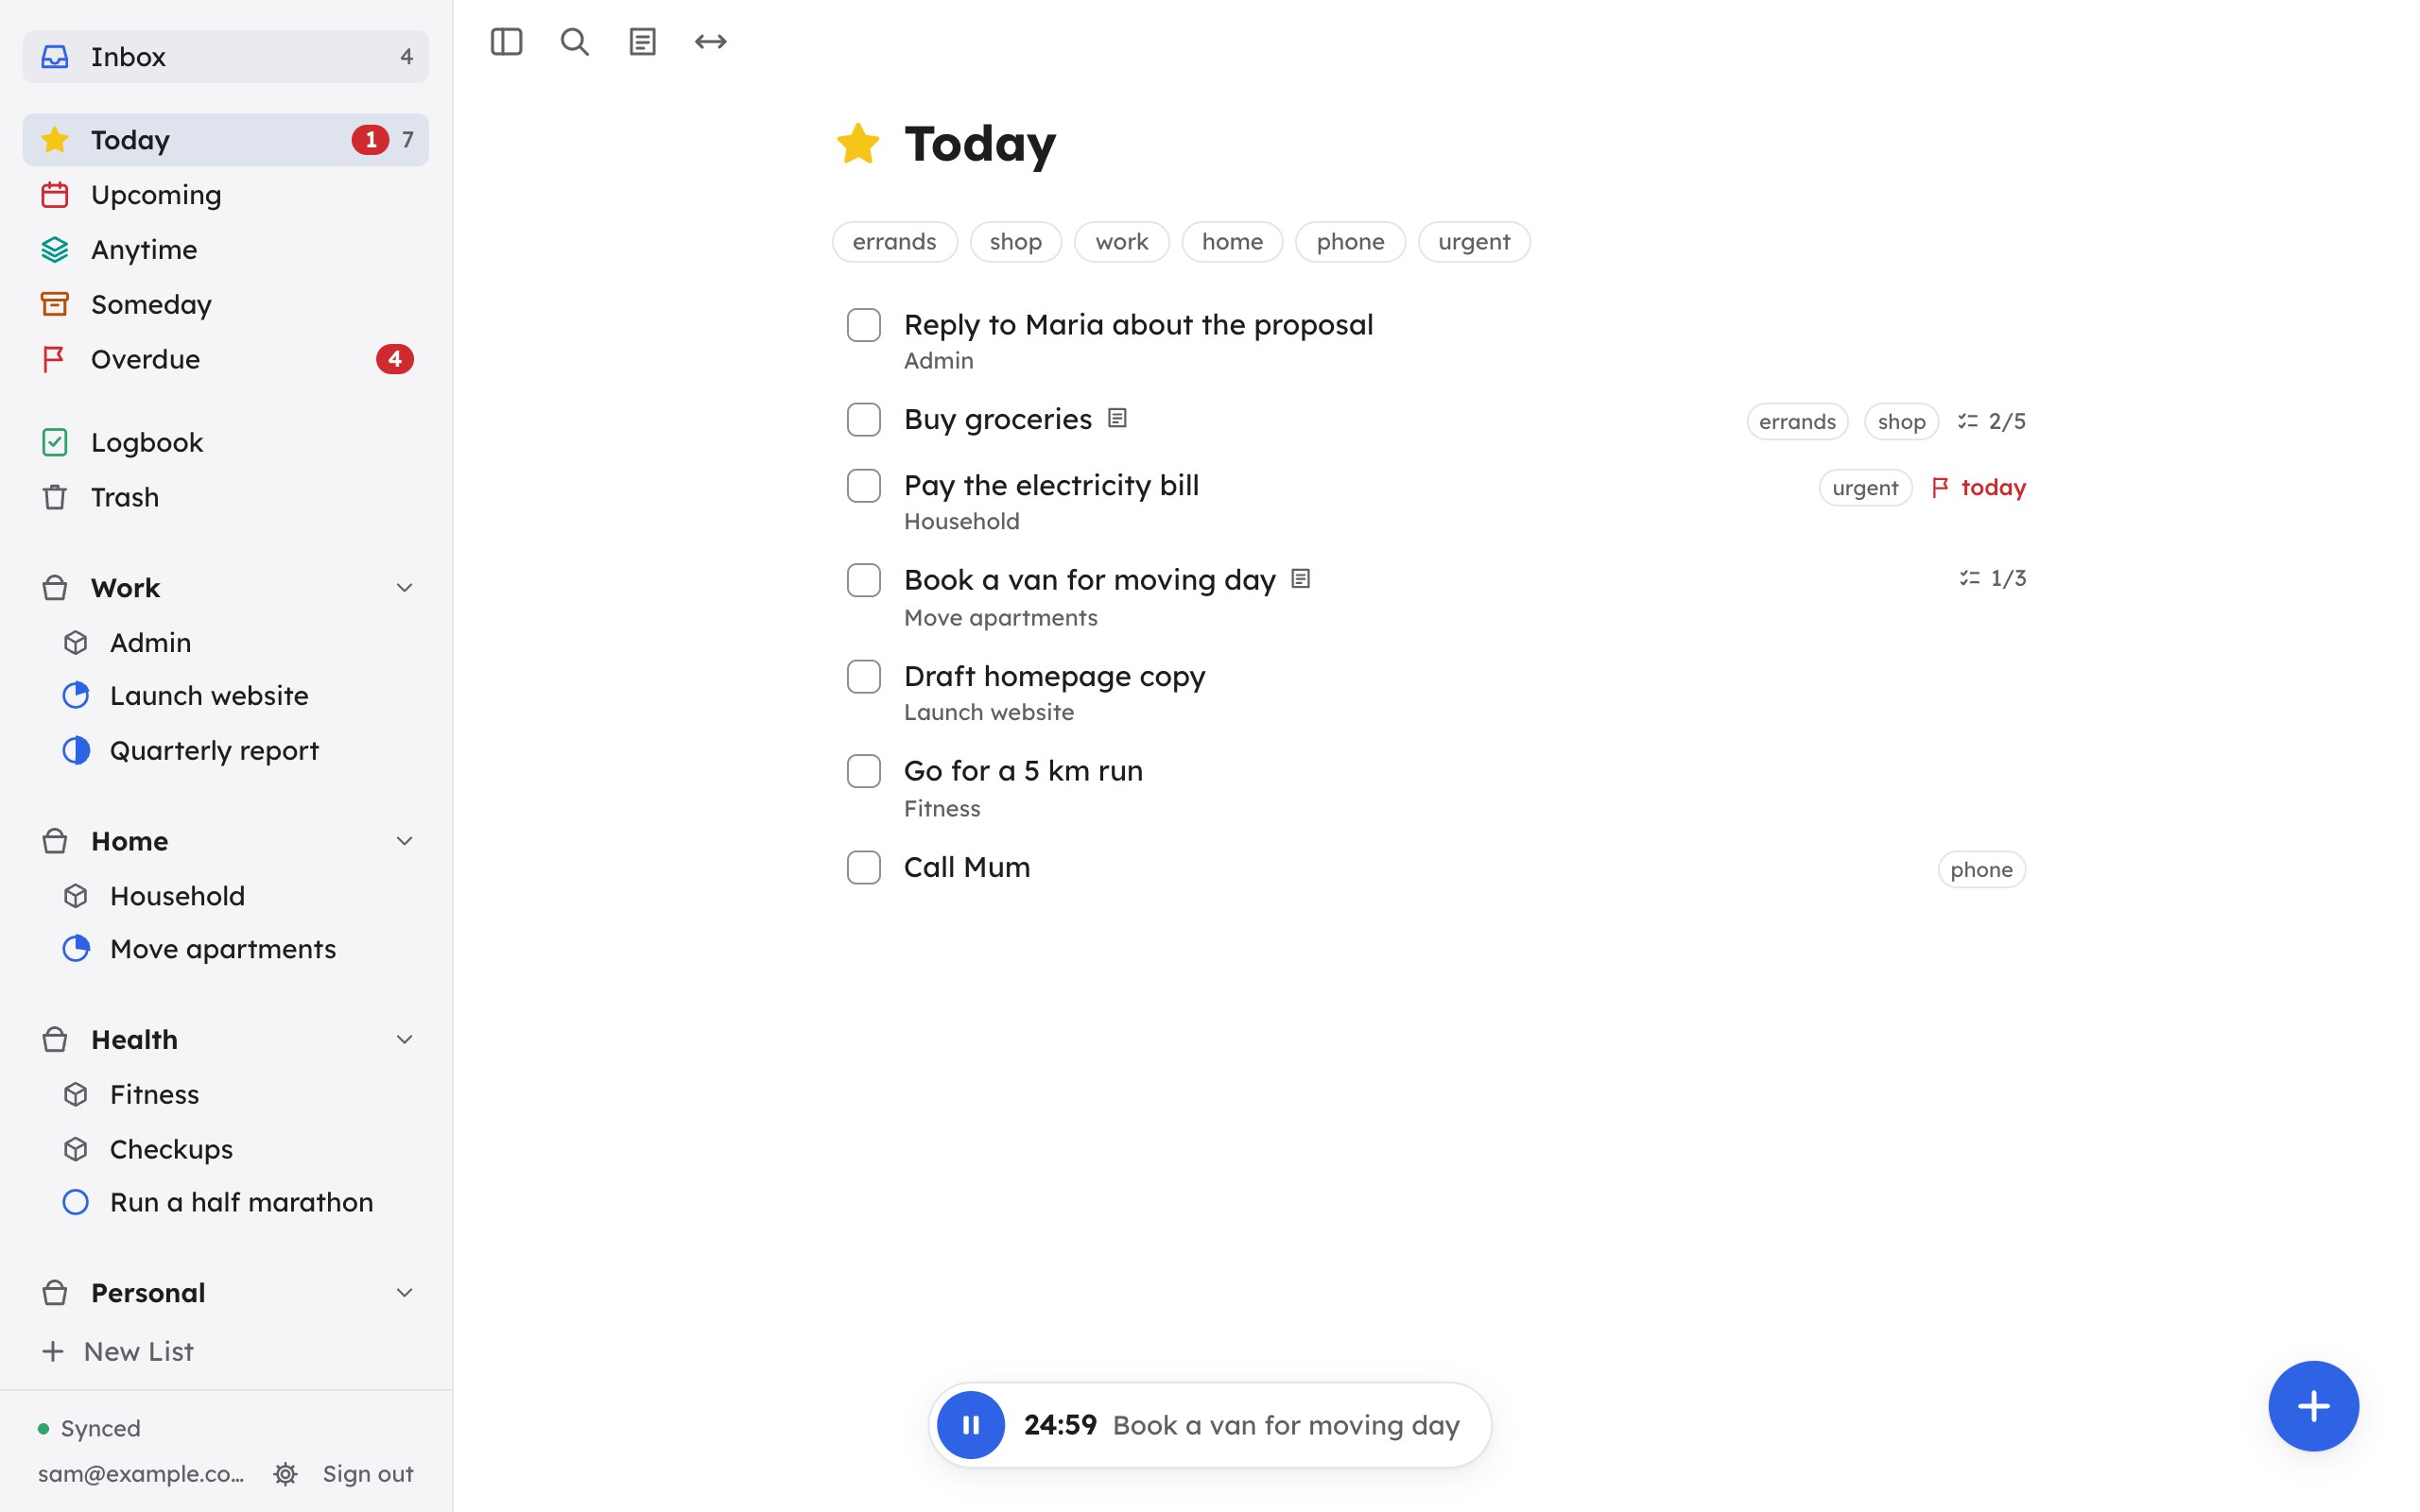 Inbox 4
Today 1 7
Upcoming
Anytime
Someday
Overdue 4
Logbook
Trash
Work
Admin
Launch website
Quarterly report
Home
Household
Move apartments
Health
Fitness
Checkups
Run a half marathon
Personal
New List
Synced
sam@example.co… Sign out
Today
errands shop work home phone urgent
Reply to Maria about the proposal
Admin
Buy groceries errands shop 2/5
Pay the electricity bill urgent today
Household
Book a van for moving day 1/3
Move apartments
Draft homepage copy
Launch website
Go for a 5 km run
Fitness
Call Mum phone
24:59 Book a van for moving day